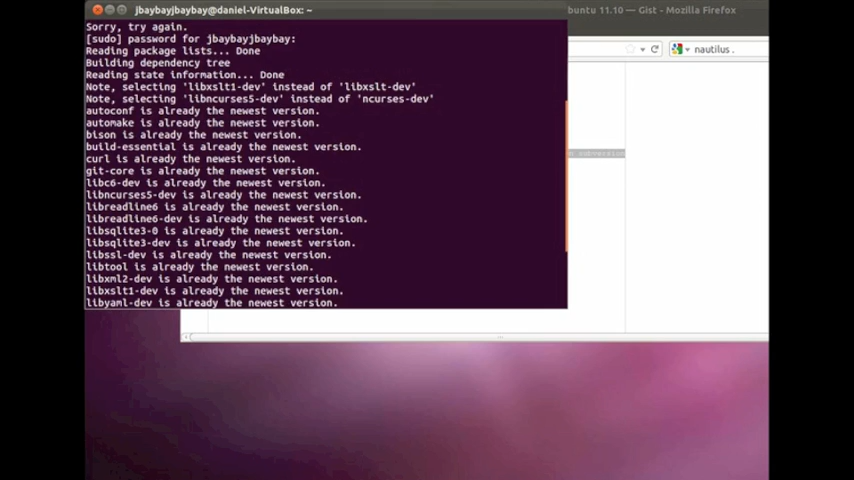 jbaybayjbaybay@daniel-VirtualBox: ~
buntu 11.10 — Gist - Mozilla Firefox
nautilus .
Sorry, try again.
[sudo] password for jbaybayjbaybay:
Reading package lists... Done
Building dependency tree
Reading state information... Done
Note, selecting 'libxslt1-dev' instead of 'libxslt-dev'
Note, selecting 'libncurses5-dev' instead of 'ncurses-dev'
autoconf is already the newest version.
automake is already the newest version.
bison is already the newest version.
build-essential is already the newest version.
curl is already the newest version.
git-core is already the newest version.
libc6-dev is already the newest version.
libncurses5-dev is already the newest version.
libreadline6 is already the newest version.
libreadline6-dev is already the newest version.
libsqlite3-0 is already the newest version.
libsqlite3-dev is already the newest version.
libssl-dev is already the newest version.
libtool is already the newest version.
libxml2-dev is already the newest version.
libxslt1-dev is already the newest version.
libyaml-dev is already the newest version.